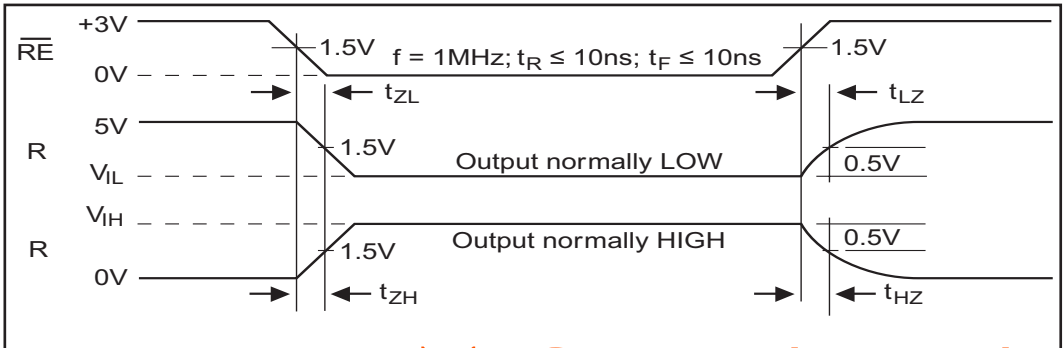 +3V
R̅E̅
1.5V
f = 1MHz; tR ≤ 10ns; tF ≤ 10ns
1.5V
0V
tZL
tLZ
5V
R
1.5V
Output normally LOW
0.5V
VIL
VIH
R
1.5V
Output normally HIGH
0.5V
0V
tZH
tHZ